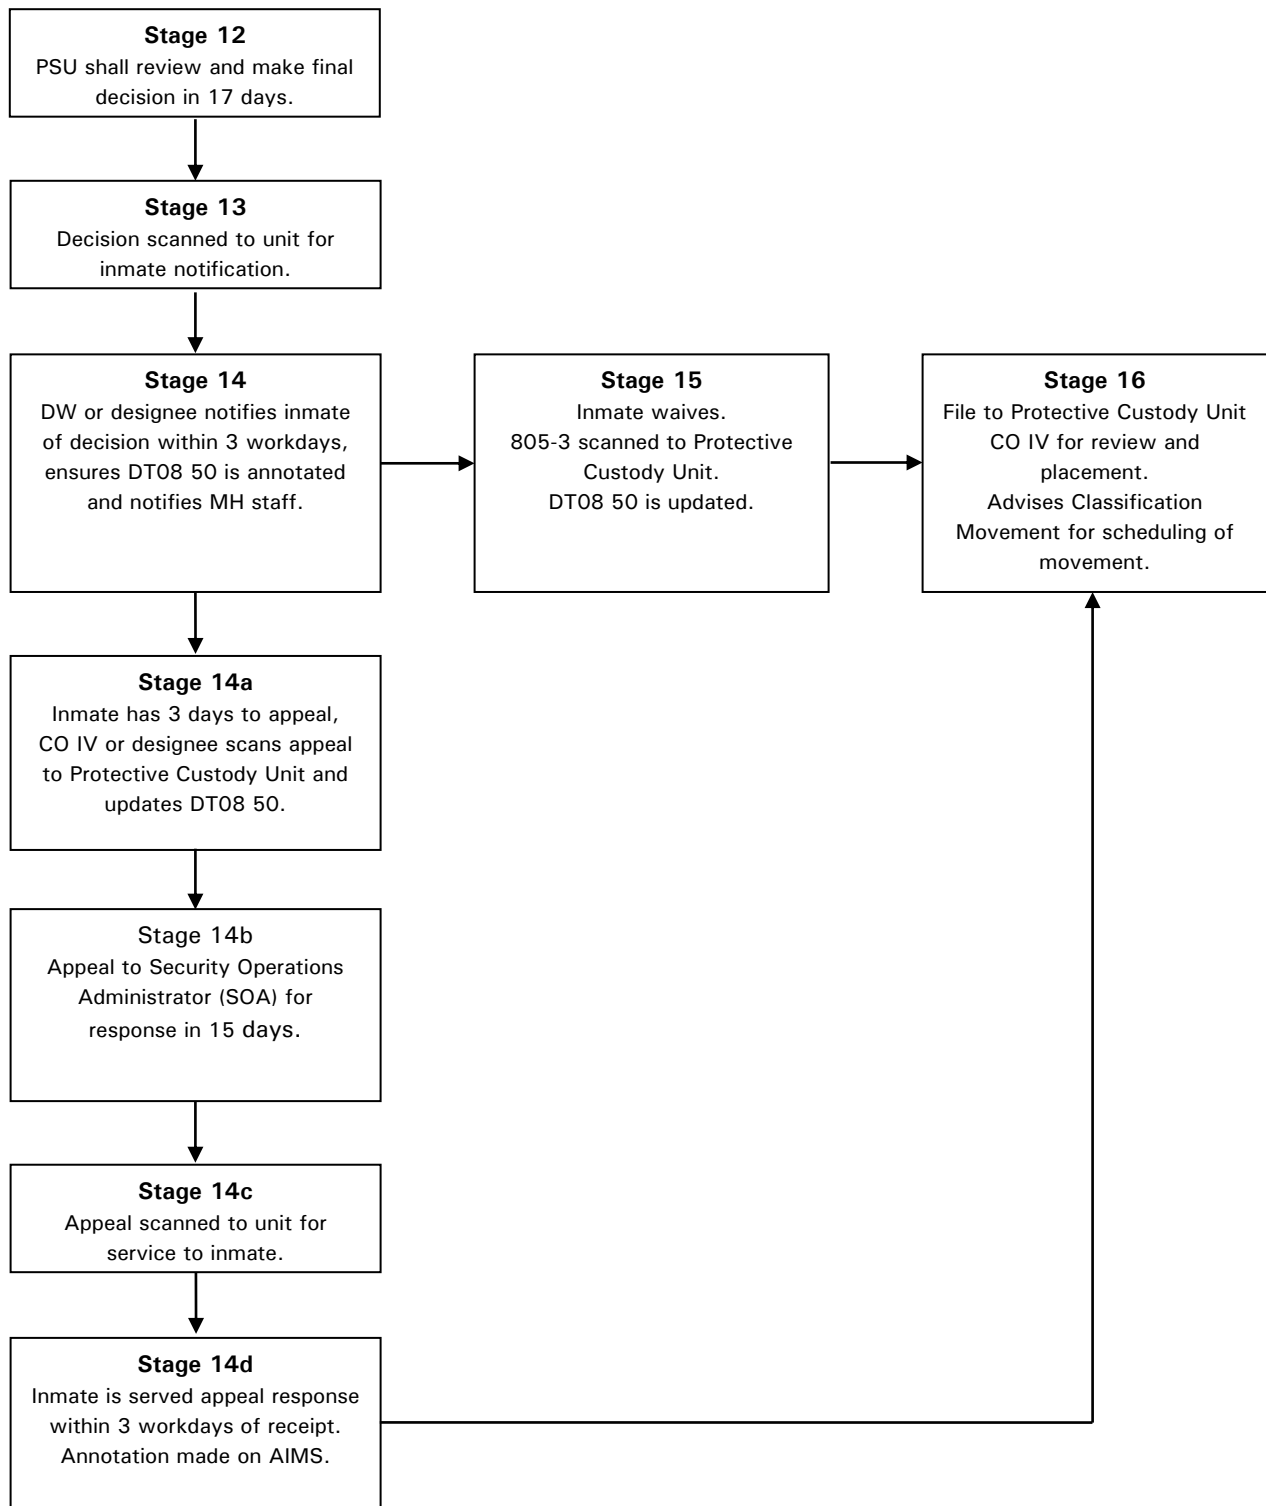 Stage 12
PSU shall review and make final
decision in 17 days.
Stage 13
Decision scanned to unit for
inmate notification.
Stage 14
DW or designee notifies inmate
of decision within 3 workdays,
ensures DT08 50 is annotated
and notifies MH staff.
Stage 15
Inmate waives.
805-3 scanned to Protective
Custody Unit.
DT08 50 is updated.
Stage 16
File to Protective Custody Unit
CO IV for review and
placement.
Advises Classification
Movement for scheduling of
movement.
Stage 14a
Inmate has 3 days to appeal,
CO IV or designee scans appeal
to Protective Custody Unit and
updates DT08 50.
Stage 14b
Appeal to Security Operations
Administrator (SOA) for
response in 15 days.
Stage 14c
Appeal scanned to unit for
service to inmate.
Stage 14d
Inmate is served appeal response
within 3 workdays of receipt.
Annotation made on AIMS.